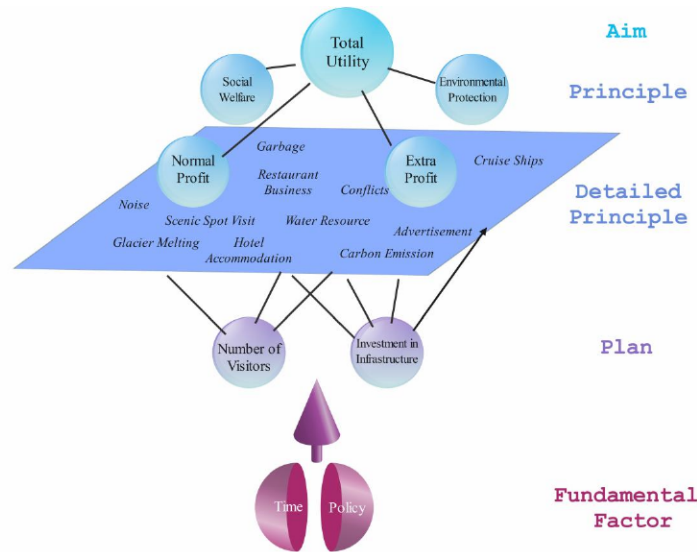 Aim
Total
Utility
Social
Welfare
Environmental
Protection
Principle
Normal
Profit
Garbage
Extra
Profit
Cruise Ships
Restaurant
Business
Conflicts
Detailed
Principle
Noise
Scenic Spot Visit
Water Resource
Advertisement
Glacier Melting
Hotel
Accommodation
Carbon Emission
Number of
Visitors
Investment in
Infrastructure
Plan
Time
Policy
Fundamental
Factor